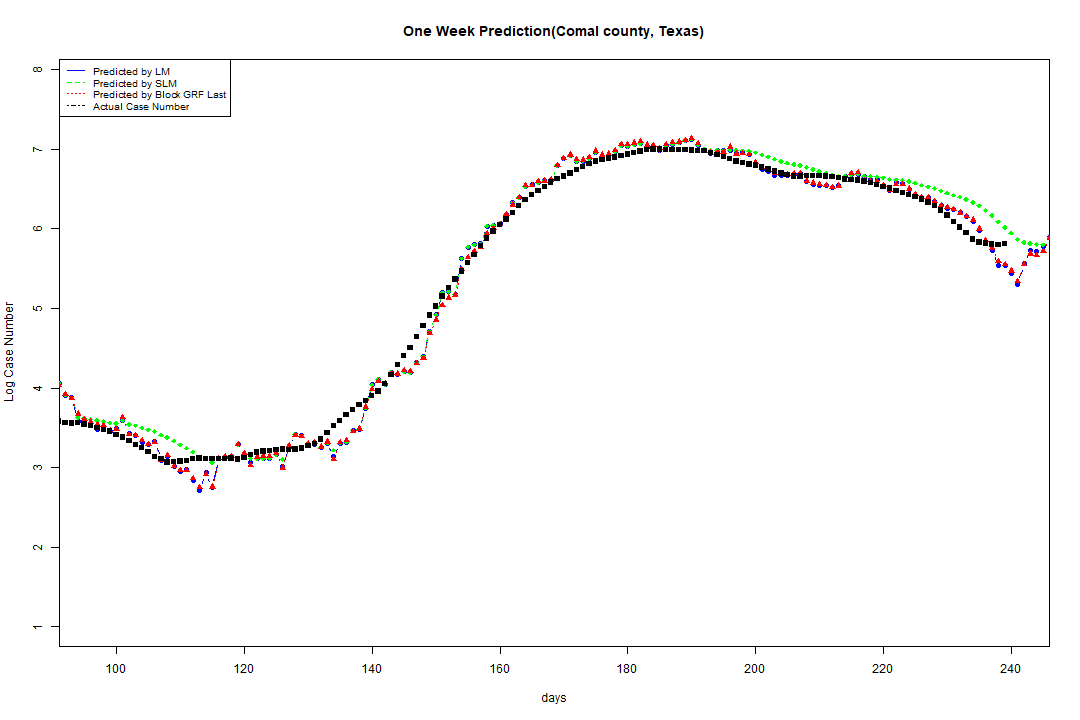 One Week Prediction(Comal county, Texas)
Predicted by LM
Predicted by SLM
Predicted by Block GRF Last
Actual Case Number
8
7
6
5
4
3
2
1
Log Case Number
100 120 140 160 180 200 220 240
days